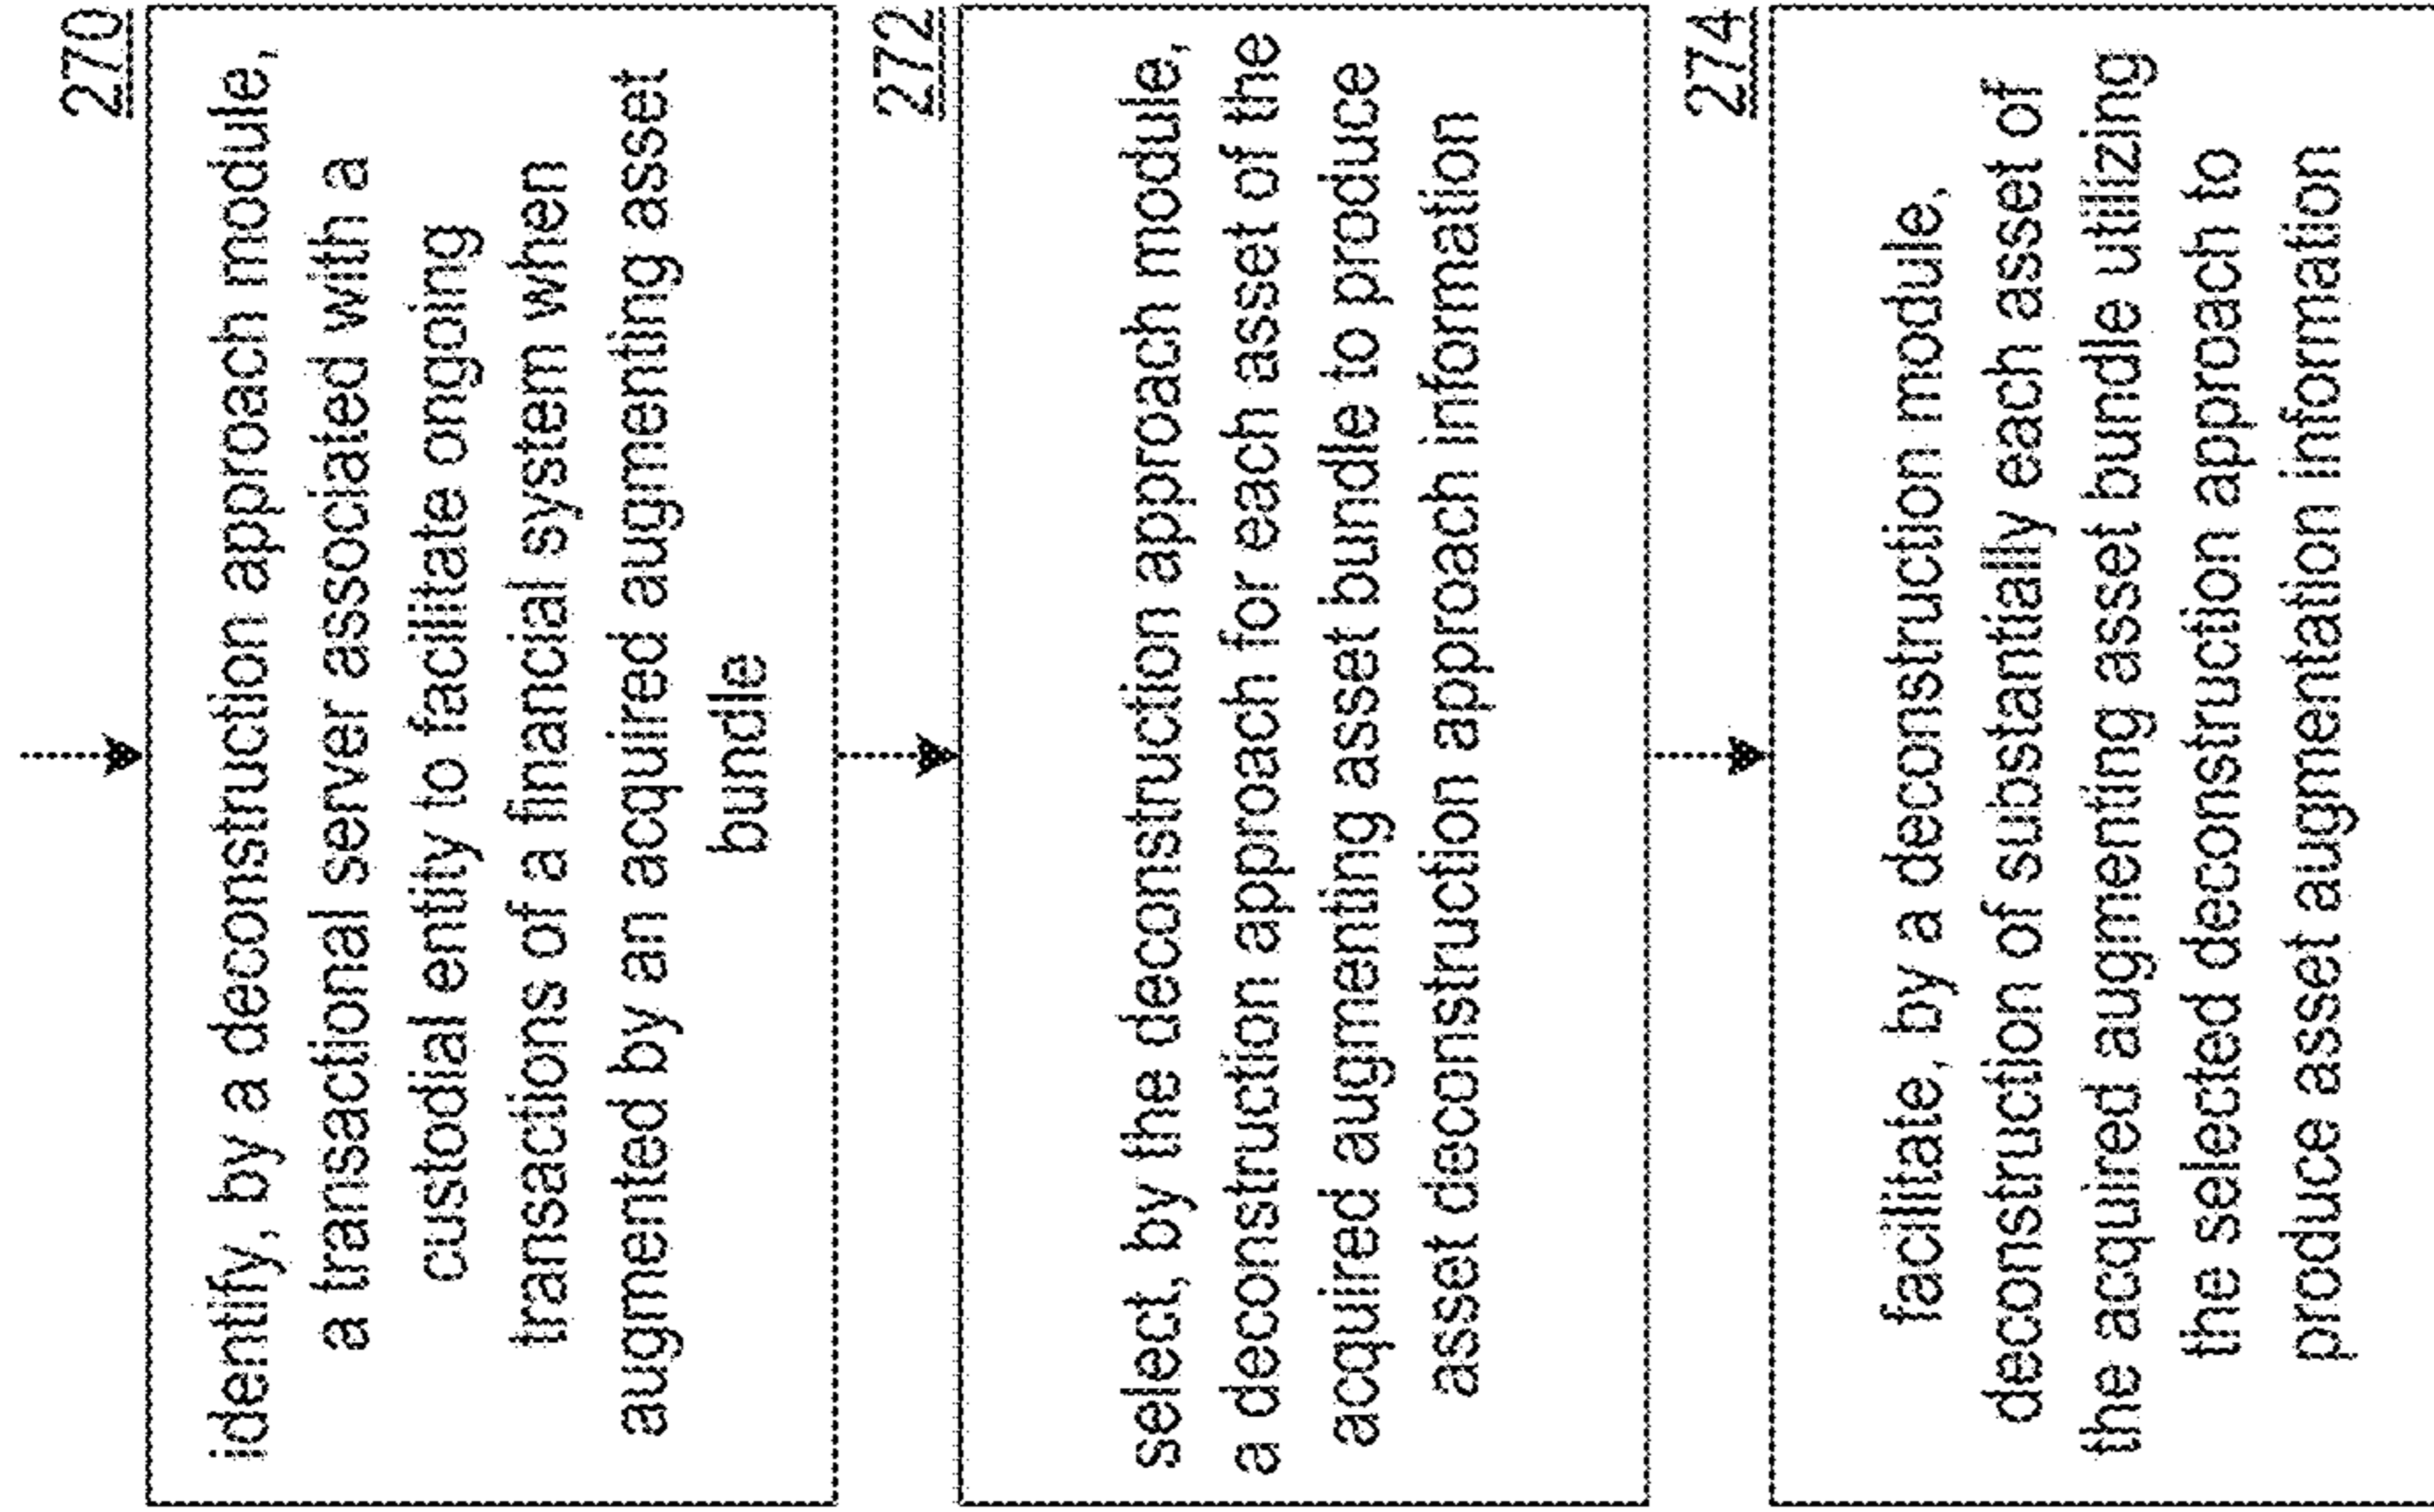 270
identify, by a deconstruction approach module,
a transactional server associated with a
custodial entity to facilitate ongoing
transactions of a financial system when
augmented by an acquired augmenting asset
bundle
272
select, by the deconstruction approach module,
a deconstruction approach for each asset of the
acquired augmenting asset bundle to produce
asset deconstruction approach information
274
facilitate, by a deconstruction module,
deconstruction of substantially each asset of
the acquired augmenting asset bundle utilizing
the selected deconstruction approach to
produce asset augmentation information